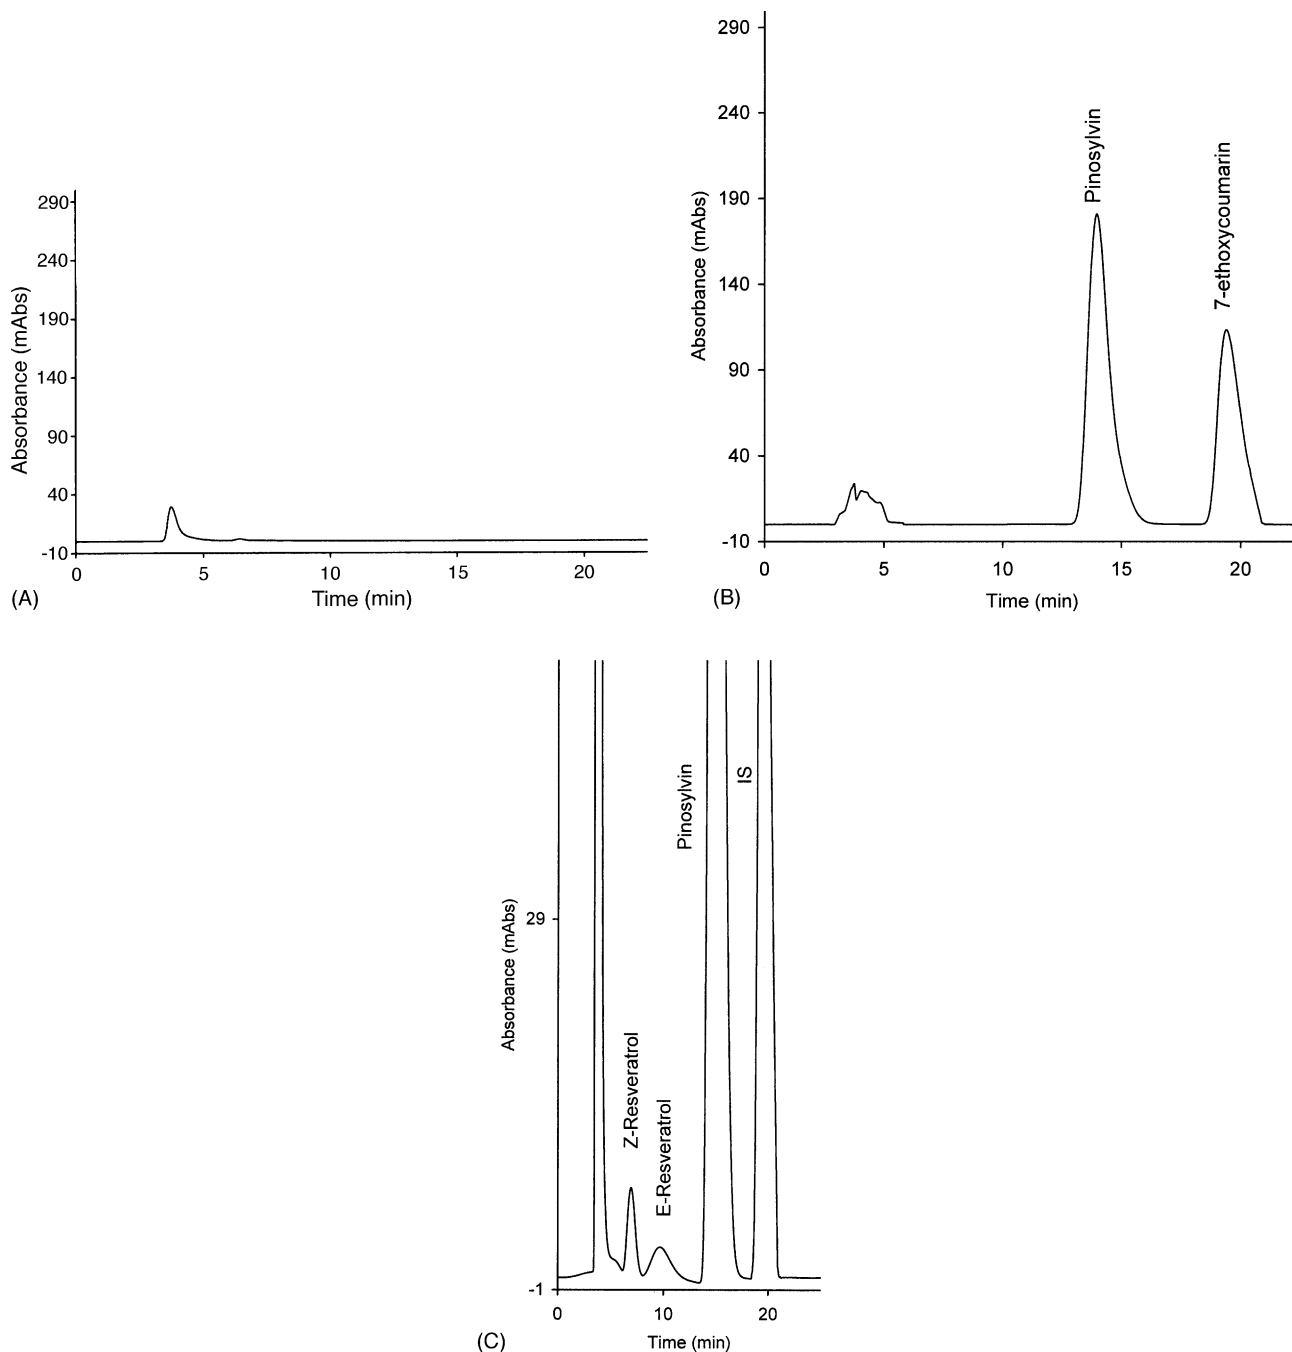 290
240
190
140
90
40
-10
Absorbance (mAbs)
0 5 10 15 20
(A) Time (min)
290
240
190
140
90
40
-10
Absorbance (mAbs)
Pinosylvin
7-ethoxycoumarin
0 5 10 15 20
(B) Time (min)
29
-1
Absorbance (mAbs)
Z-Resveratrol
E-Resveratrol
Pinosylvin
IS
0 10 20
(C) Time (min)